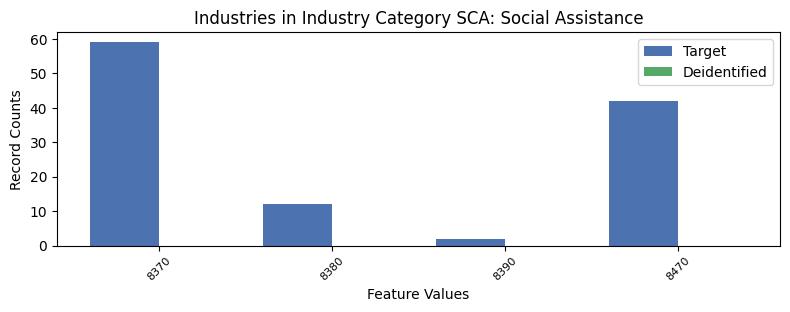 Industries in Industry Category SCA: Social Assistance
Target
Deidentified
Record Counts
60
50
40
30
20
10
0
8370
8380
8390
8470
Feature Values